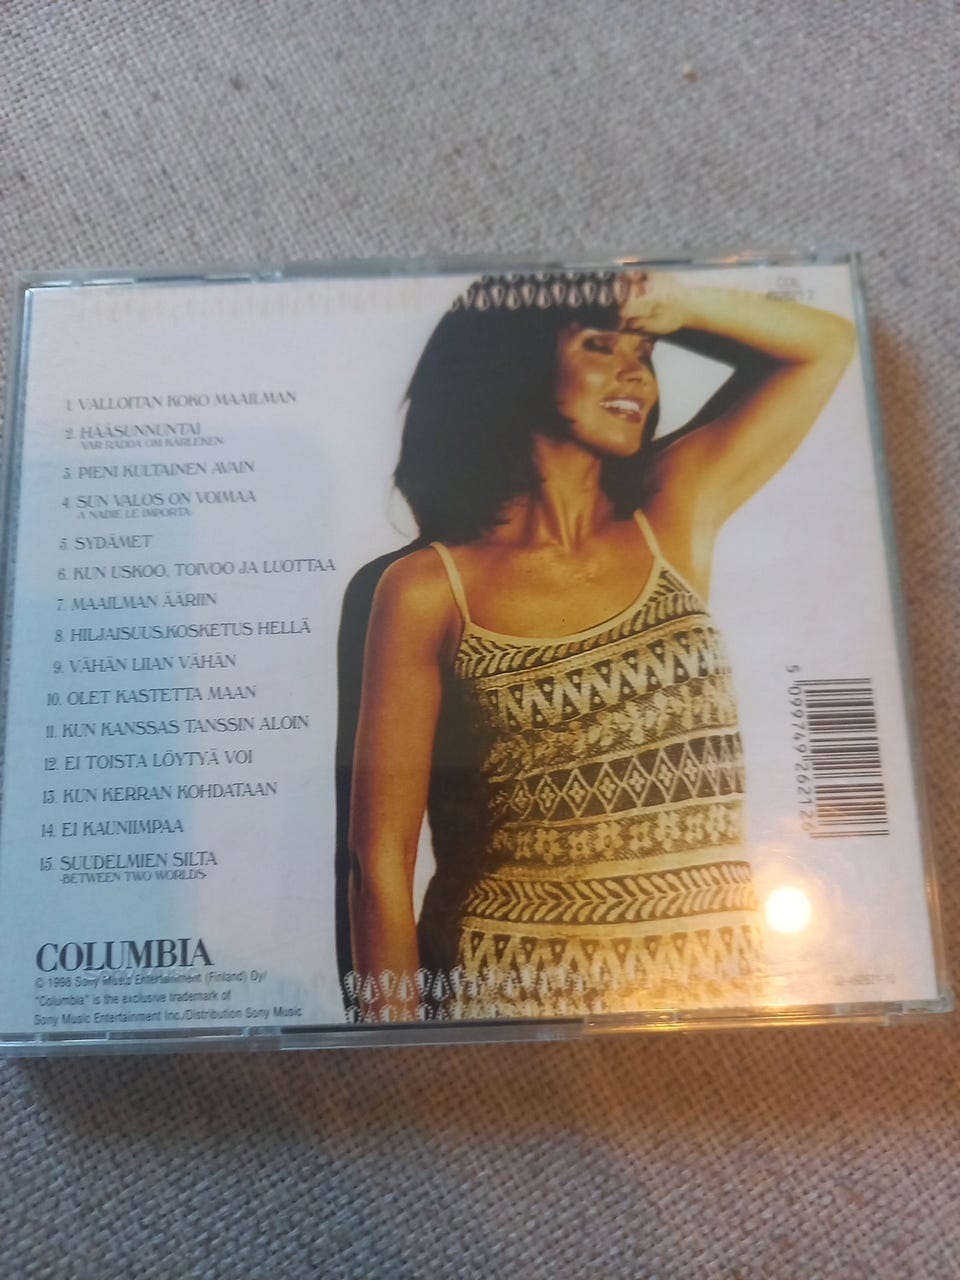 COL
1. VALLOITAN KOKO MAAILMAN
2. HÄÄSUNNUNTAI
-VAR RÄDDA OM KÄRLEKEN-
3. PIENI KULTAINEN AVAIN
4. SUN VALOS ON VOIMAA
-A NADIE LE IMPORTA-
5. SYDÄMET
6. KUN USKOO, TOIVOO JA LUOTTAA
7. MAAILMAN ÄÄRIIN
8. HILJAISUUS,KOSKETUS HELLÄ
9. VÄHÄN LIIAN VÄHÄN
10. OLET KASTETTA MAAN
11. KUN KANSSAS TANSSIN ALOIN
12. EI TOISTA LÖYTYÄ VOI
13. KUN KERRAN KOHDATAAN
14. EI KAUNIIMPAA
15. SUUDELMIEN SILTA
-BETWEEN TWO WORLDS-
COLUMBIA
© 1998 Sony Music Entertainment (Finland) Oy/
"Columbia" is the exclusive trademark of
Sony Music Entertainment Inc./Distribution Sony Music
5 099749 262126